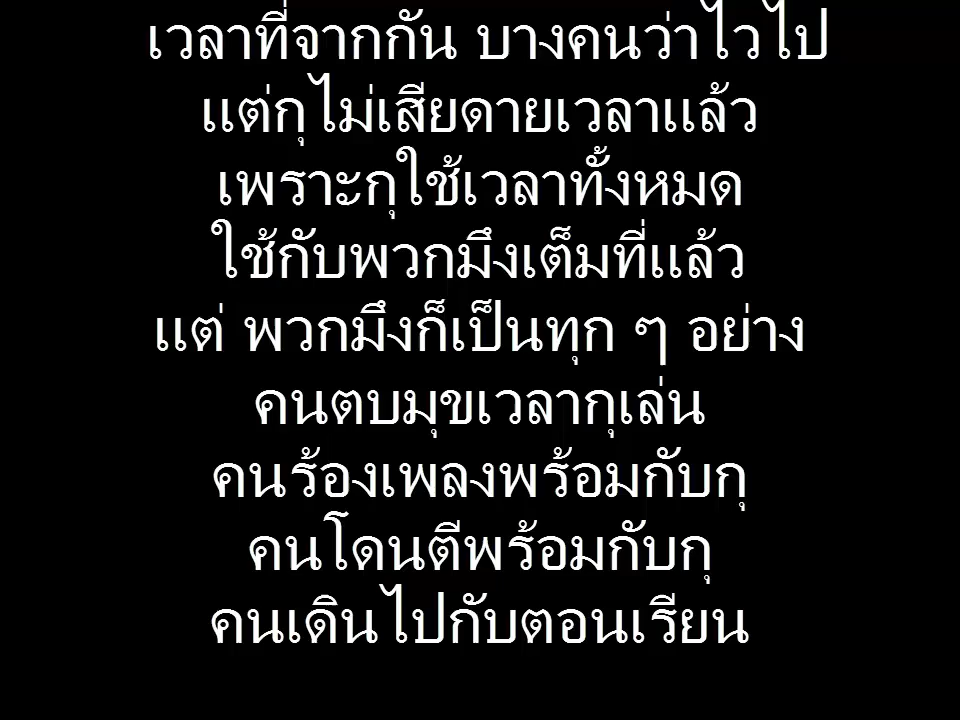 เวลาที่จากกัน บางคนว่าไวไป
แต่กุไม่เสียดายเวลาแล้ว
เพราะกุใช้เวลาทั้งหมด
ใช้กับพวกมึงเต็มที่แล้ว
แต่ พวกมึงก็เป็นทุก ๆ อย่าง
คนตบมุขเวลากุเล่น
คนร้องเพลงพร้อมกับกุ
คนโดนตีพร้อมกับกุ
คนเดินไปกับตอนเรียน